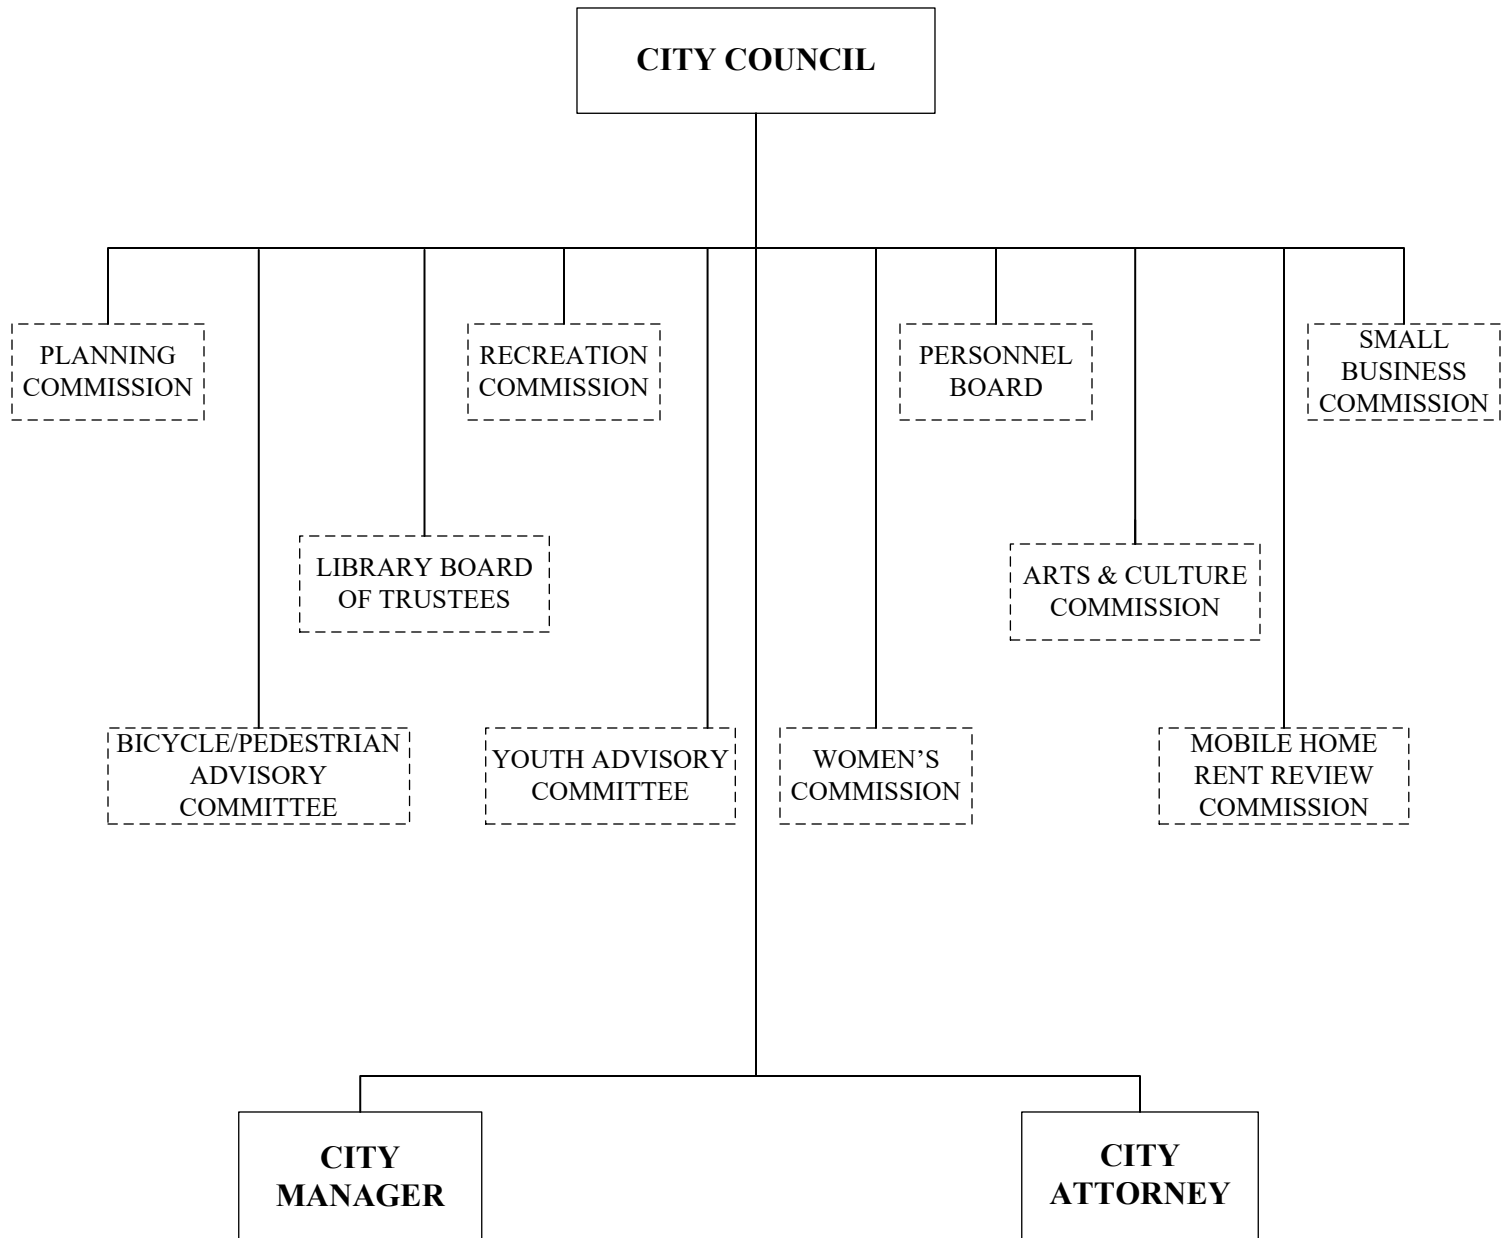 CITY COUNCIL
PLANNING
COMMISSION
RECREATION
COMMISSION
PERSONNEL
BOARD
SMALL
BUSINESS
COMMISSION
LIBRARY BOARD
OF TRUSTEES
ARTS & CULTURE
COMMISSION
BICYCLE/PEDESTRIAN
ADVISORY
COMMITTEE
YOUTH ADVISORY
COMMITTEE
WOMEN’S
COMMISSION
MOBILE HOME
RENT REVIEW
COMMISSION
CITY
MANAGER
CITY
ATTORNEY